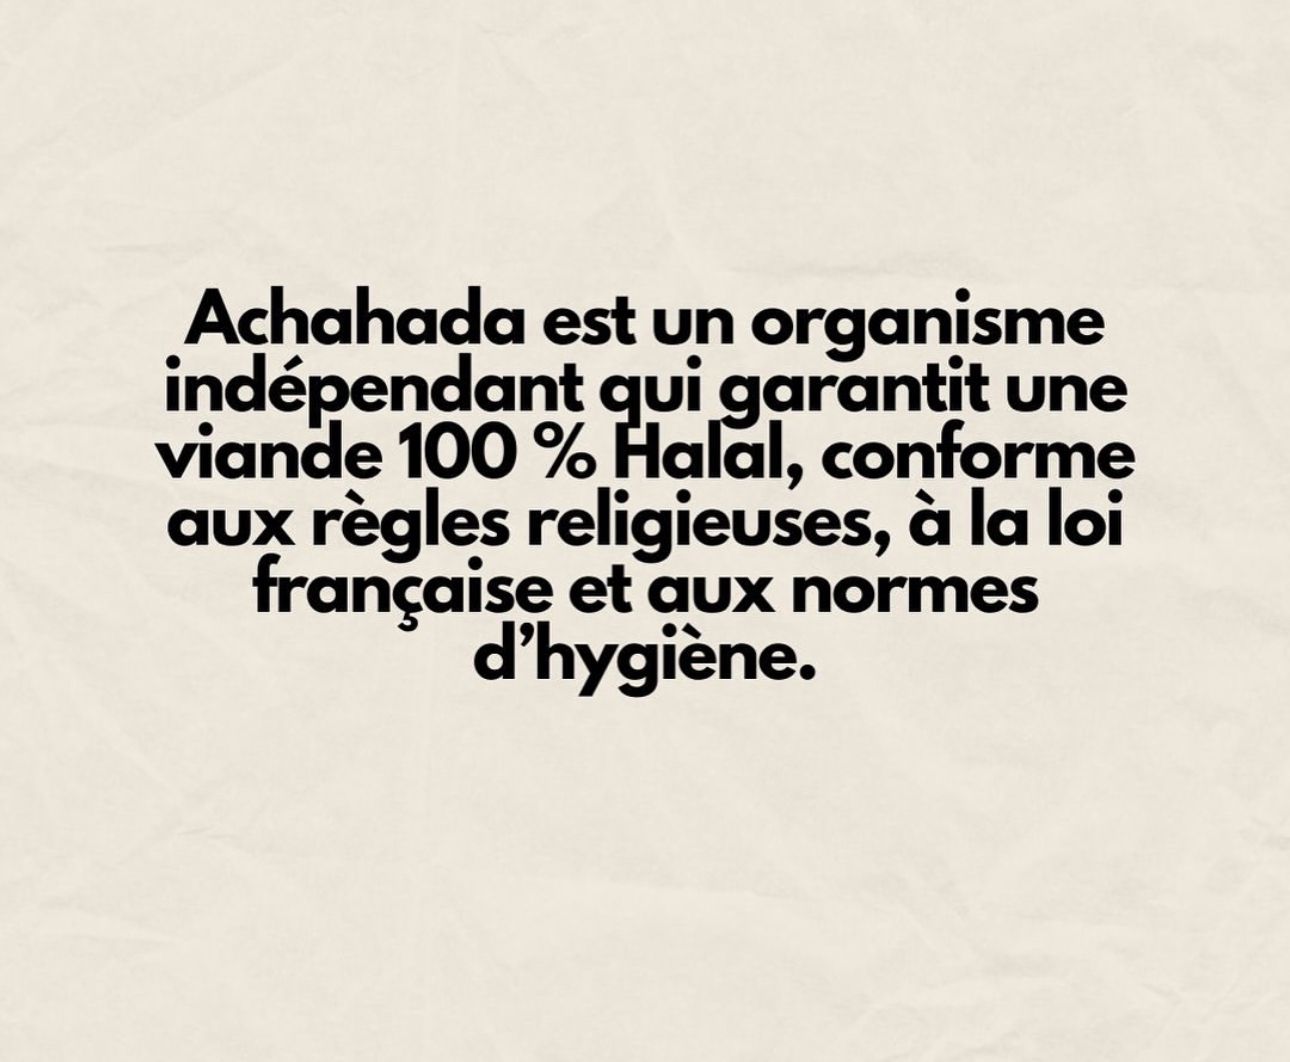 Achahada est un organisme
indépendant qui garantit une
viande 100 % Halal, conforme
aux règles religieuses, à la loi
française et aux normes
d’hygiène.